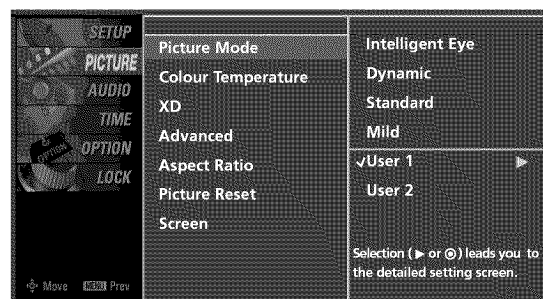 SETUP
PICTURE
AUDIO
TIME
OPTION
LOCK
Move MENU Prev
Picture Mode
Colour Temperature
XD
Advanced
Aspect Ratio
Picture Reset
Screen
Intelligent Eye
Dynamic
Standard
Mild
✓User 1 ▶
User 2
Selection ( ▶ or ◉ ) leads you to
the detailed setting screen.